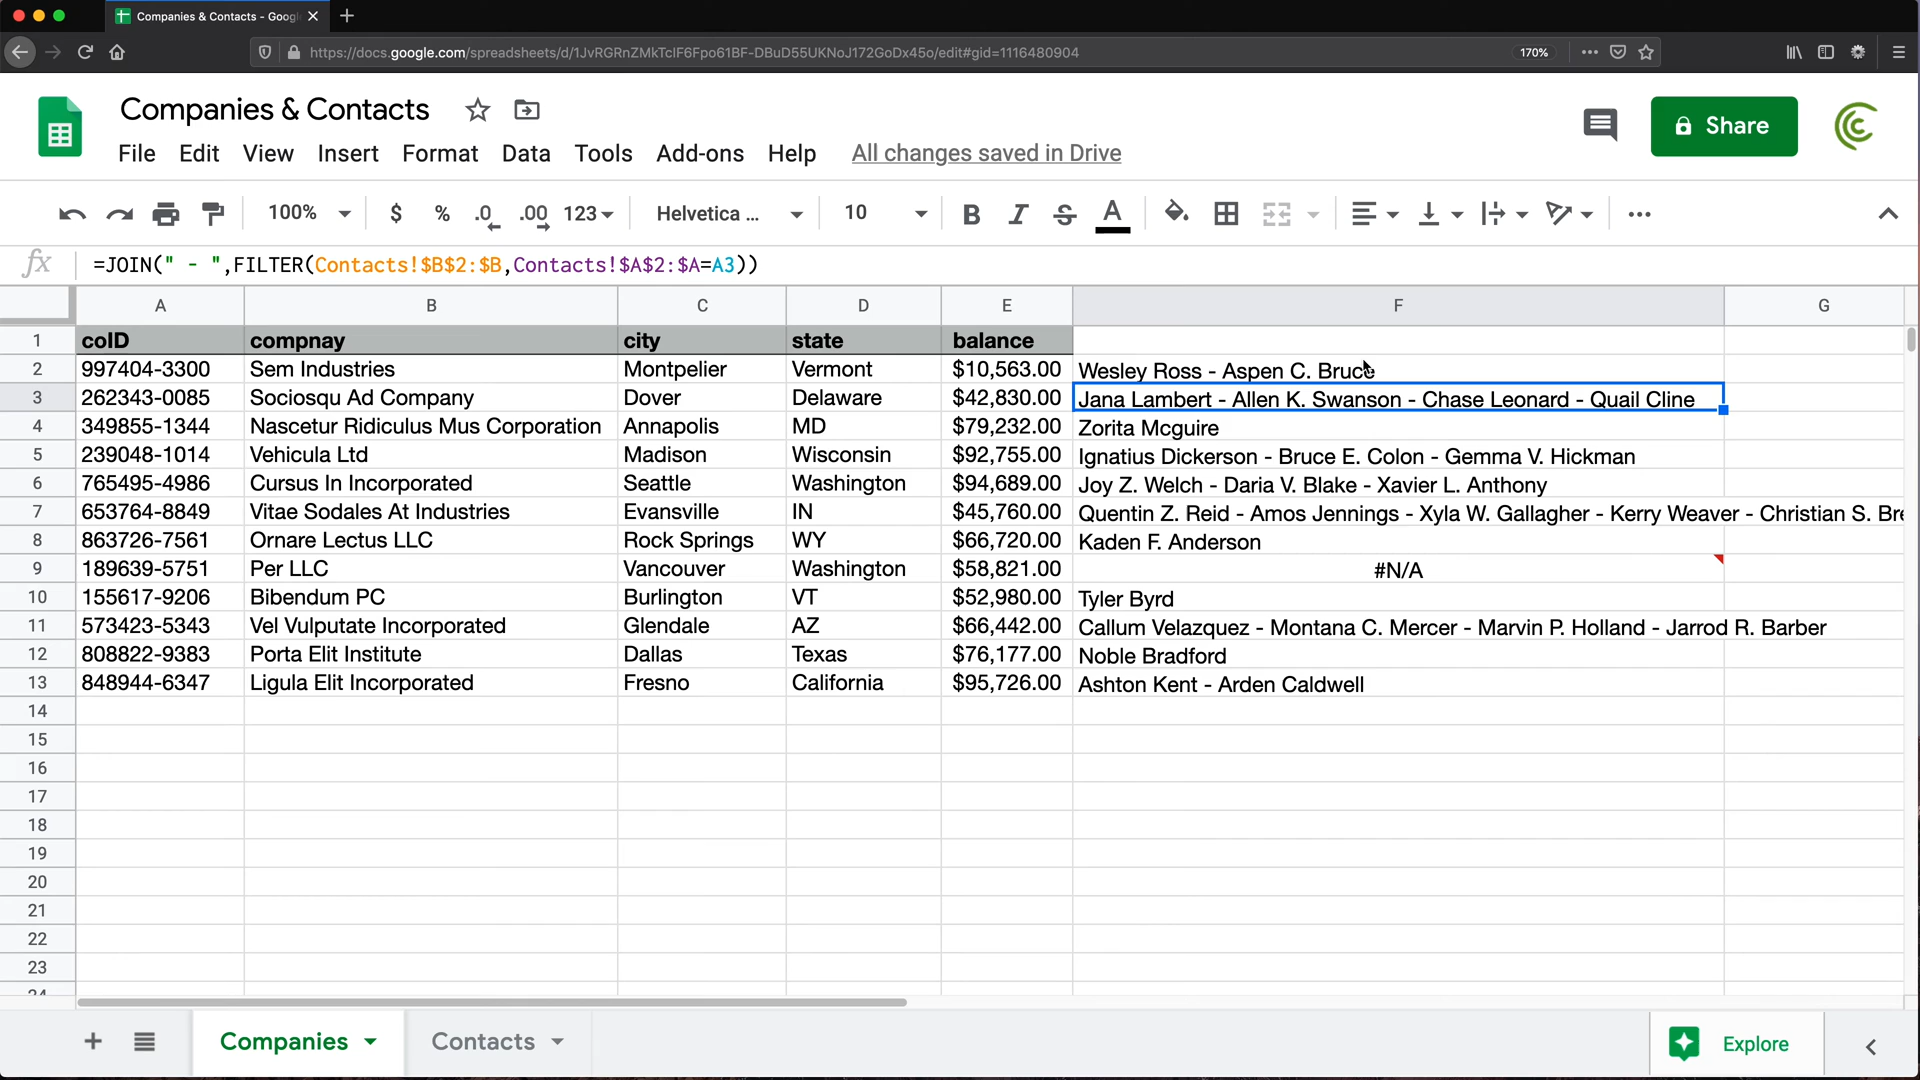 Companies & Contacts - Goog
https://docs.google.com/spreadsheets/d/1JvRGRnZMkTcIF6Fpo61BF-DBuD55UKNoJ172GoDx45o/edit#gid=1116480904 170%
Companies & Contacts
Share
File Edit View Insert Format Data Tools Add-ons Help All changes saved in Drive
100% $ % .0 .00 123 Helvetica ... 10 B I S A
fx =JOIN(" - ",FILTER(Contacts!$B$2:$B,Contacts!$A$2:$A=A3))
A B C D E F G
1 coID compnay city state balance
2 997404-3300 Sem Industries Montpelier Vermont $10,563.00 Wesley Ross - Aspen C. Bruce
3 262343-0085 Sociosqu Ad Company Dover Delaware $42,830.00 Jana Lambert - Allen K. Swanson - Chase Leonard - Quail Cline
4 349855-1344 Nascetur Ridiculus Mus Corporation Annapolis MD $79,232.00 Zorita Mcguire
5 239048-1014 Vehicula Ltd Madison Wisconsin $92,755.00 Ignatius Dickerson - Bruce E. Colon - Gemma V. Hickman
6 765495-4986 Cursus In Incorporated Seattle Washington $94,689.00 Joy Z. Welch - Daria V. Blake - Xavier L. Anthony
7 653764-8849 Vitae Sodales At Industries Evansville IN $45,760.00 Quentin Z. Reid - Amos Jennings - Xyla W. Gallagher - Kerry Weaver - Christian S. Bre
8 863726-7561 Ornare Lectus LLC Rock Springs WY $66,720.00 Kaden F. Anderson
9 189639-5751 Per LLC Vancouver Washington $58,821.00 #N/A
10 155617-9206 Bibendum PC Burlington VT $52,980.00 Tyler Byrd
11 573423-5343 Vel Vulputate Incorporated Glendale AZ $66,442.00 Callum Velazquez - Montana C. Mercer - Marvin P. Holland - Jarrod R. Barber
12 808822-9383 Porta Elit Institute Dallas Texas $76,177.00 Noble Bradford
13 848944-6347 Ligula Elit Incorporated Fresno California $95,726.00 Ashton Kent - Arden Caldwell
14
15
16
17
18
19
20
21
22
23
24
Companies Contacts Explore